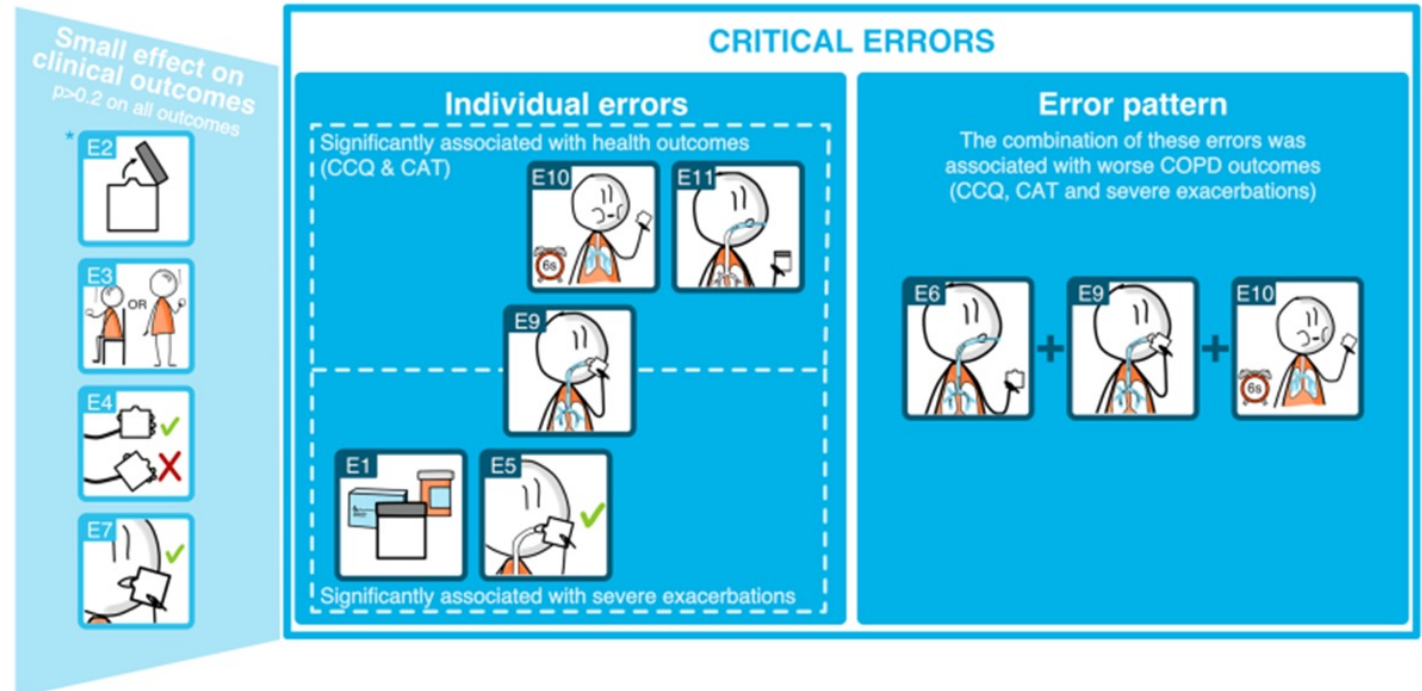 Small effect on
clinical outcomes
p>0.2 on all outcomes
*
E2
E3
OR
E4
E7
CRITICAL ERRORS
Individual errors
Significantly associated with health outcomes
(CCQ & CAT)
E10
6s
E11
E9
E1
E5
Significantly associated with severe exacerbations
Error pattern
The combination of these errors was
associated with worse COPD outcomes
(CCQ, CAT and severe exacerbations)
E6
+
E9
+
E10
6s